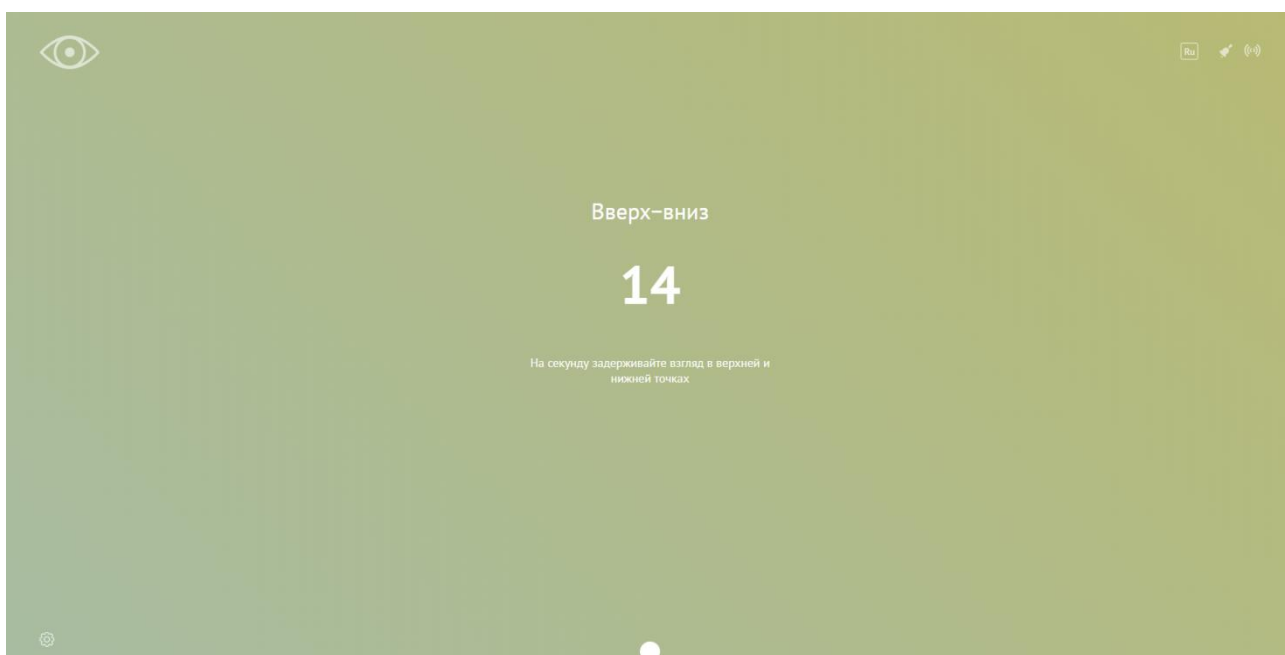 Ru
Вверх–вниз
14
На секунду задерживайте взгляд в верхней и
нижней точках